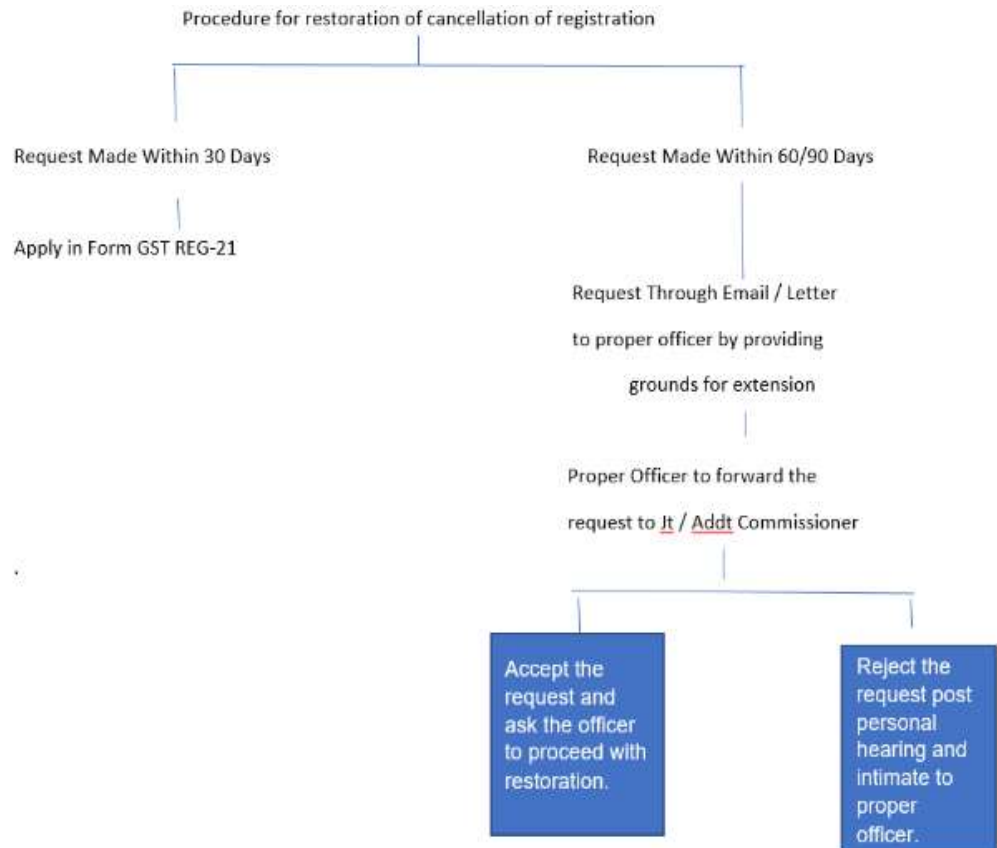 Procedure for restoration of cancellation of registration
Request Made Within 30 Days
Request Made Within 60/90 Days
Apply in Form GST REG-21
Request Through Email / Letter
to proper officer by providing
grounds for extension
Proper Officer to forward the
request to Jt / Addt Commissioner
.
Accept the
request and
ask the officer
to proceed with
restoration.
Reject the
request post
personal
hearing and
intimate to
proper
officer.